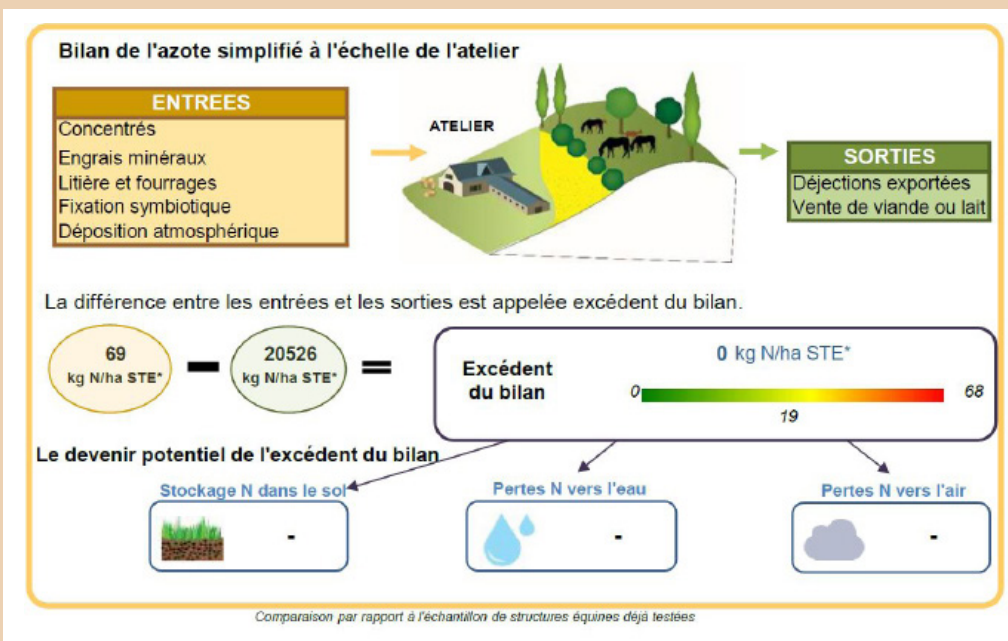 Bilan de l'azote simplifié à l'échelle de l'atelier
ENTREES
Concentrés
Engrais minéraux
Litière et fourrages
Fixation symbiotique
Déposition atmosphérique
ATELIER
SORTIES
Déjections exportées
Vente de viande ou lait
La différence entre les entrées et les sorties est appelée excédent du bilan.
69
kg N/ha STE*
20526
kg N/ha STE*
Excédent
du bilan
0 kg N/ha STE*
0
68
19
Le devenir potentiel de l'excédent du bilan
Stockage N dans le sol
-
Pertes N vers l'eau
-
Pertes N vers l'air
-
Comparaison par rapport à l'échantillon de structures équines déjà testées